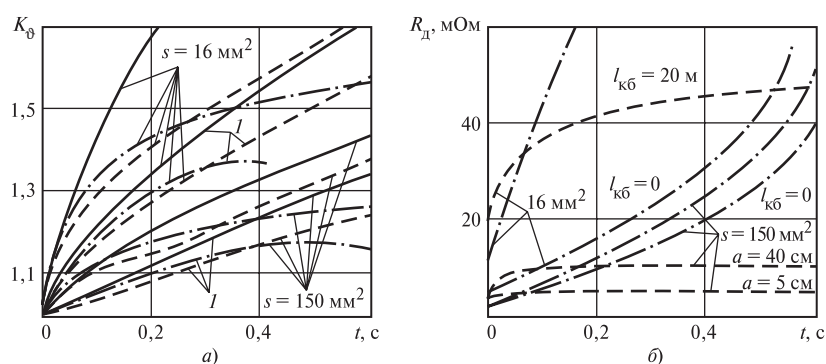 K_ϑ
s = 16 мм²
1,5
1
1,3
1,1
1
s = 150 мм²
0
0,2
0,4
t, с
а)
R_д, мОм
l_кб = 20 м
40
l_кб = 0
l_кб = 0
16 мм²
20
s = 150 мм²
a = 40 см
a = 5 см
0
0,2
0,4
t, с
б)